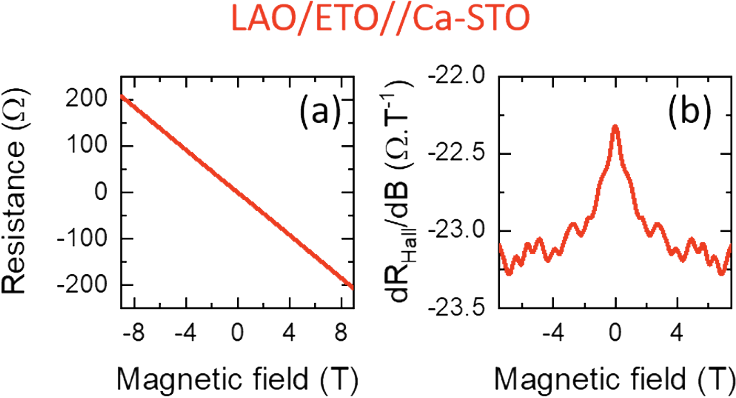 LAO/ETO//Ca-STO
(a)
Resistance (Ω)
200
100
0
-100
-200
-8 -4 0 4 8
Magnetic field (T)
(b)
dR_Hall/dB (Ω.T⁻¹)
-22.0
-22.5
-23.0
-23.5
-4 0 4
Magnetic field (T)